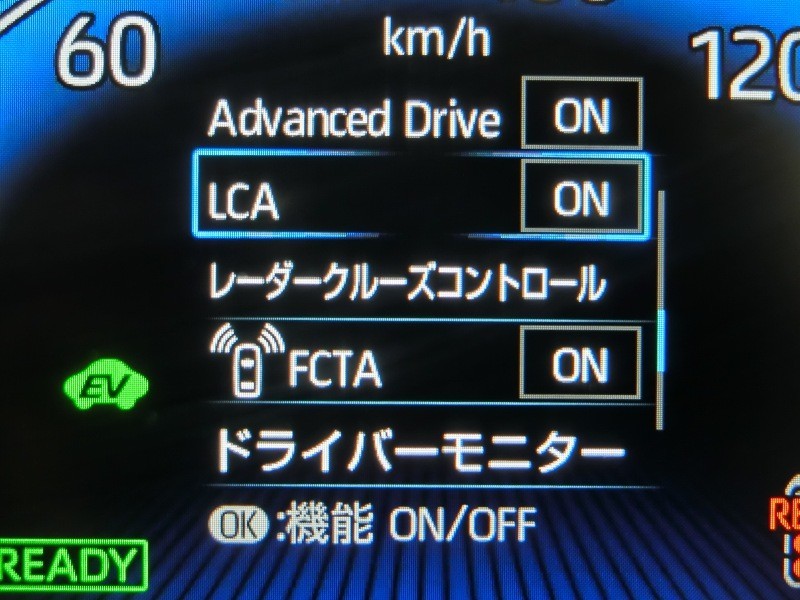 60 km/h 120
Advanced Drive ON
LCA ON
レーダークルーズコントロール
FCTA ON
EV
ドライバーモニター
OK:機能 ON/OFF
READY